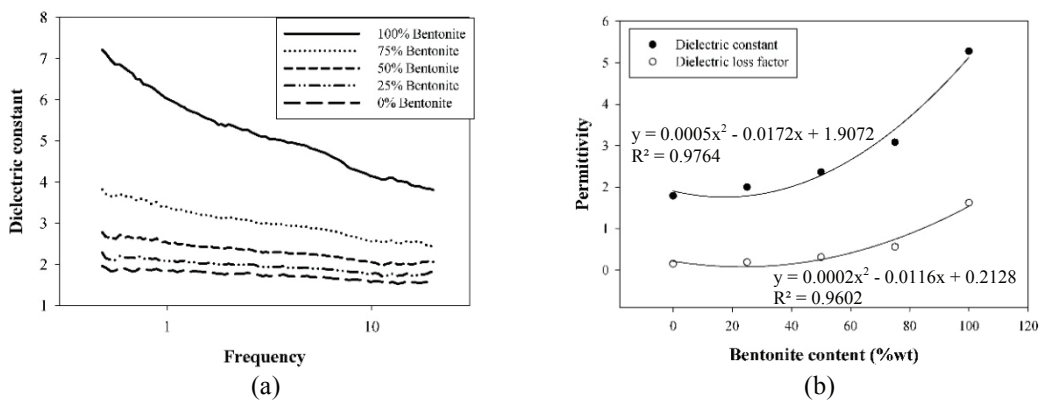 8
7
6
5
4
3
2
1
Dielectric constant
100% Bentonite
75% Bentonite
50% Bentonite
25% Bentonite
0% Bentonite
1 10
Frequency
(a)
6
5
4
3
2
1
0
Permittivity
Dielectric constant
Dielectric loss factor
y = 0.0005x² - 0.0172x + 1.9072
R² = 0.9764
y = 0.0002x² - 0.0116x + 0.2128
R² = 0.9602
0 20 40 60 80 100 120
Bentonite content (%wt)
(b)